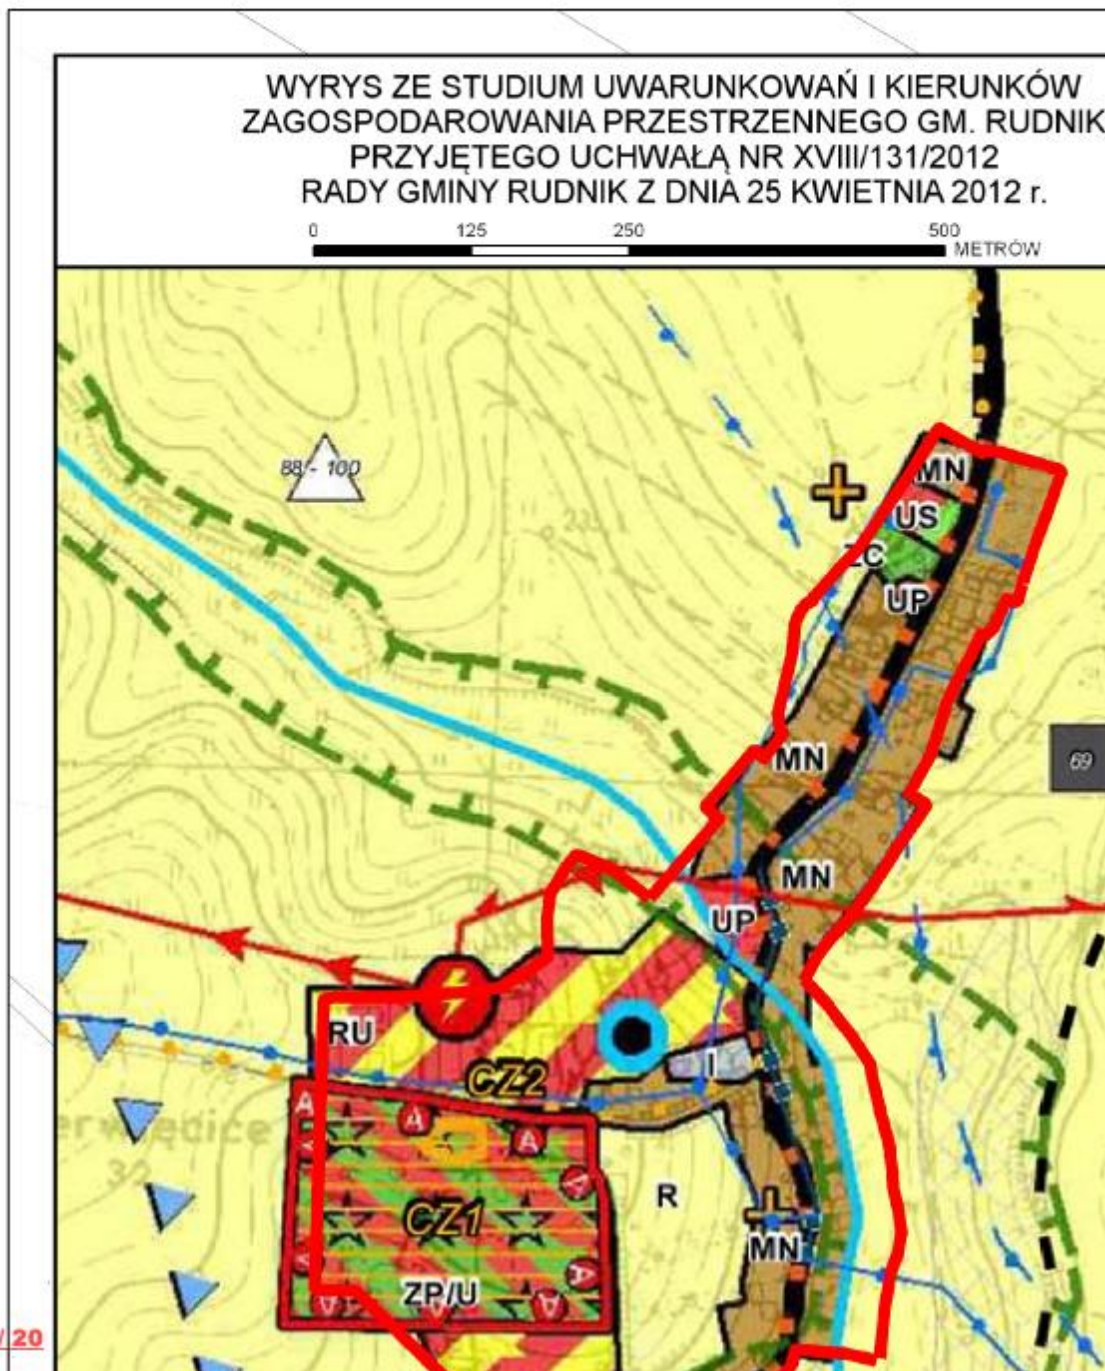 WYRYS ZE STUDIUM UWARUNKOWAŃ I KIERUNKÓW
ZAGOSPODAROWANIA PRZESTRZENNEGO GM. RUDNIK
PRZYJĘTEGO UCHWAŁĄ NR XVIII/131/2012
RADY GMINY RUDNIK Z DNIA 25 KWIETNIA 2012 r.
0 125 250 500
METRÓW
88 - 100
MN
US
ZC
UP
MN
69
MN
UP
RU
I
CZ2
A
A
A
A
R
CZ1
MN
A
A
ZP/U
A
A
20